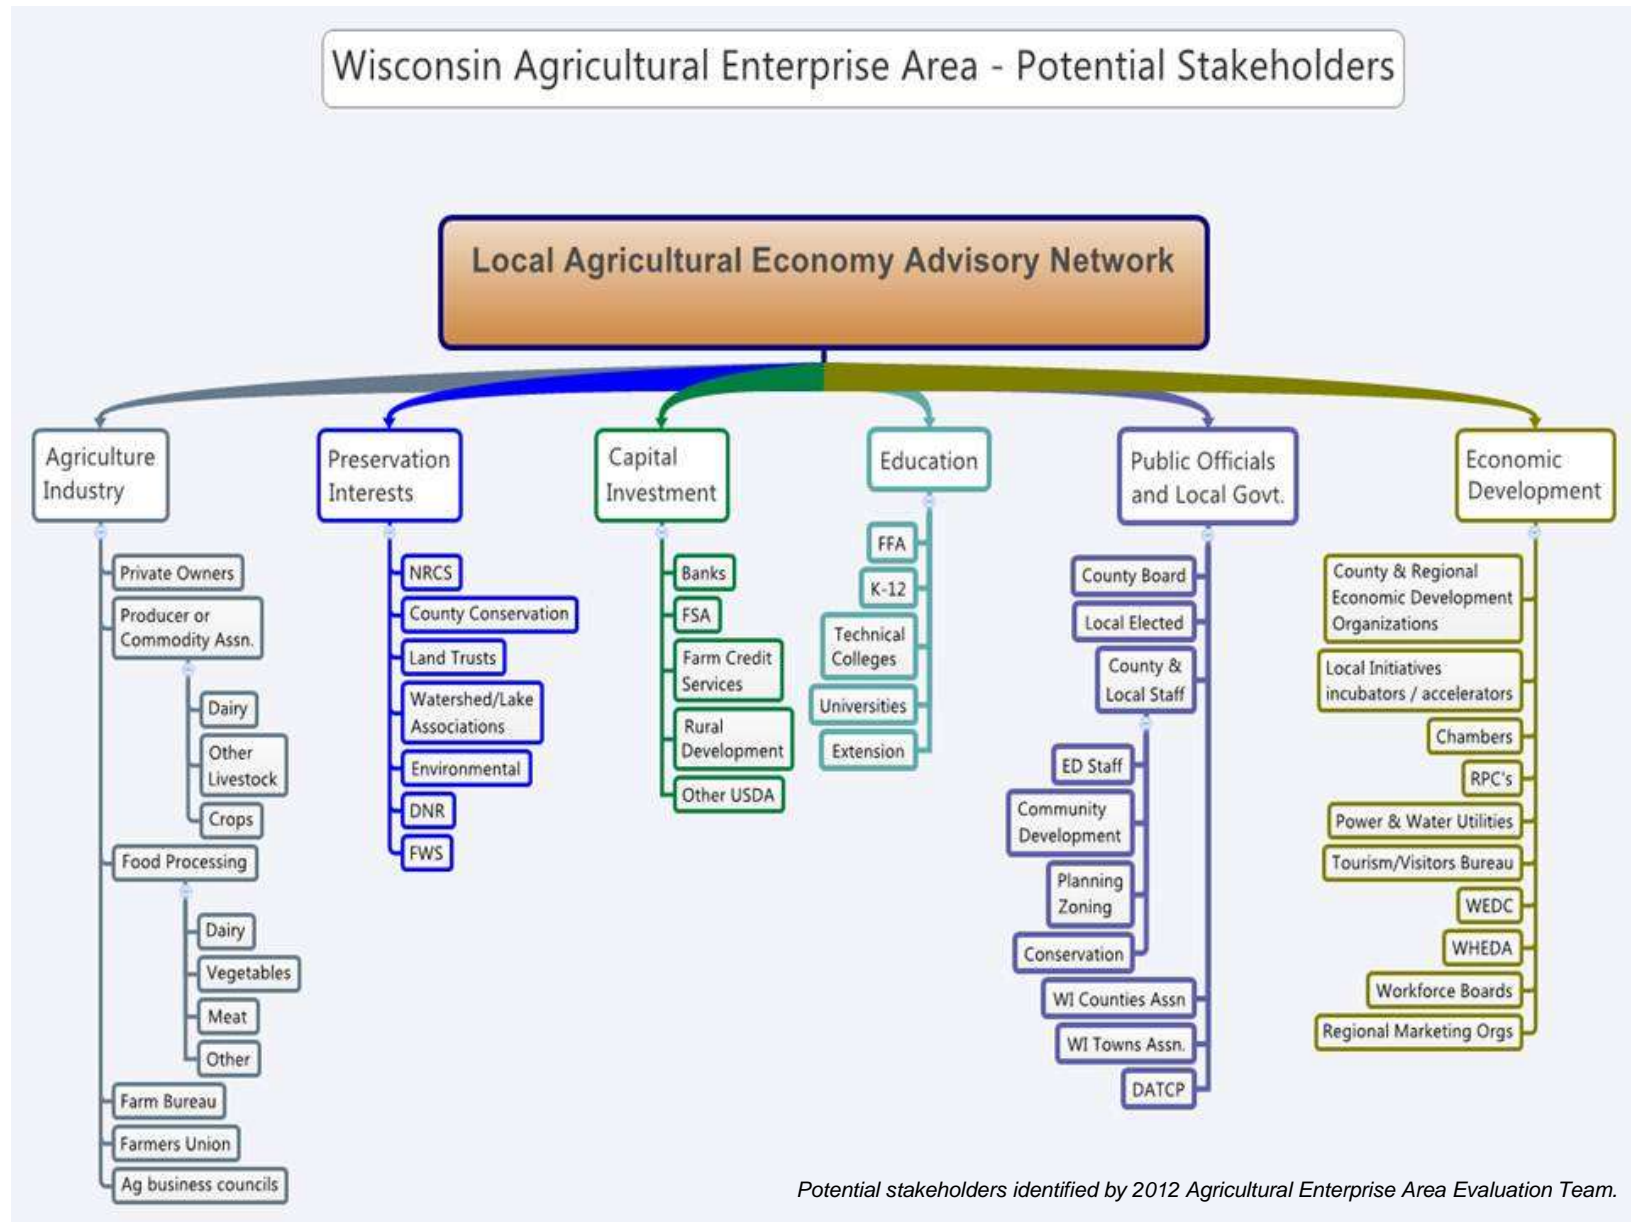 Wisconsin Agricultural Enterprise Area - Potential Stakeholders
Local Agricultural Economy Advisory Network
Agriculture
Industry
Private Owners
Producer or
Commodity Assn.
Dairy
Other
Livestock
Crops
Food Processing
Dairy
Vegetables
Meat
Other
Farm Bureau
Farmers Union
Ag business councils
Preservation
Interests
NRCS
County Conservation
Land Trusts
Watershed/Lake
Associations
Environmental
DNR
FWS
Capital
Investment
Banks
FSA
Farm Credit
Services
Rural
Development
Other USDA
Education
FFA
K-12
Technical
Colleges
Universities
Extension
Public Officials
and Local Govt.
County Board
Local Elected
County &
Local Staff
ED Staff
Community
Development
Planning
Zoning
Conservation
WI Counties Assn
WI Towns Assn.
DATCP
Economic
Development
County & Regional
Economic Development
Organizations
Local Initiatives
incubators / accelerators
Chambers
RPC's
Power & Water Utilities
Tourism/Visitors Bureau
WEDC
WHEDA
Workforce Boards
Regional Marketing Orgs
Potential stakeholders identified by 2012 Agricultural Enterprise Area Evaluation Team.